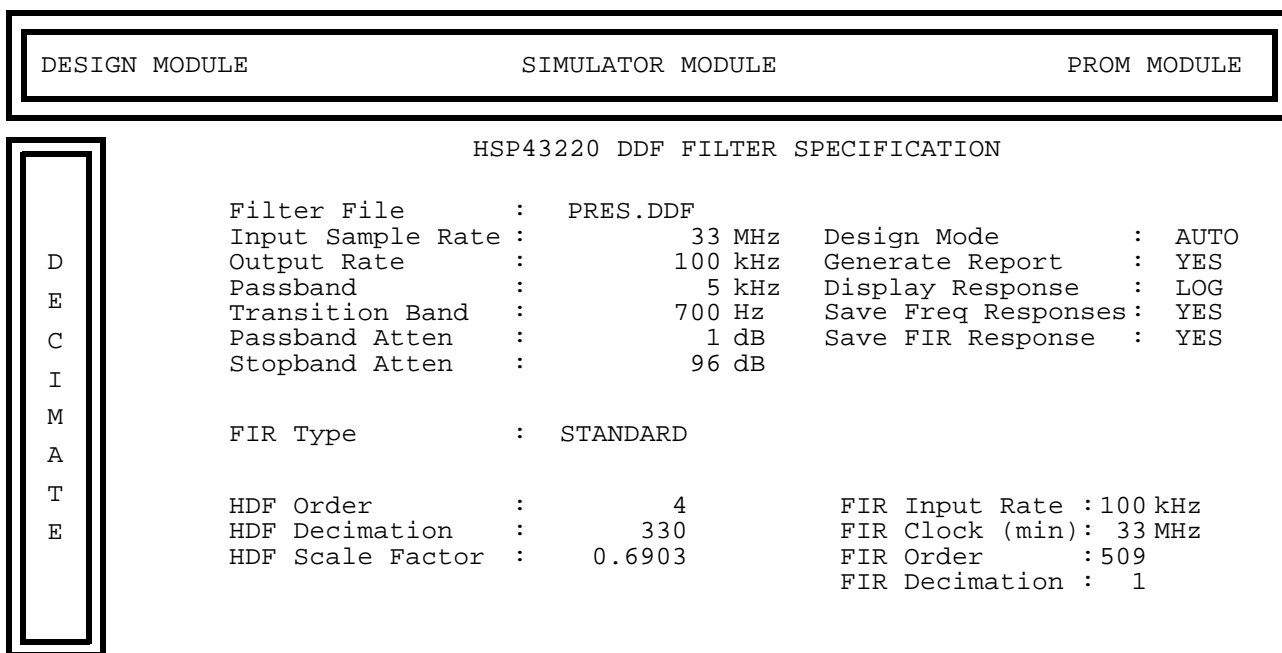 DESIGN MODULE SIMULATOR MODULE PROM MODULE
HSP43220 DDF FILTER SPECIFICATION
Filter File : PRES.DDF
Input Sample Rate : 33 MHz Design Mode : AUTO
Output Rate : 100 kHz Generate Report : YES
Passband : 5 kHz Display Response : LOG
Transition Band : 700 Hz Save Freq Responses : YES
Passband Atten : 1 dB Save FIR Response : YES
Stopband Atten : 96 dB
FIR Type : STANDARD
HDF Order : 4 FIR Input Rate : 100 kHz
HDF Decimation : 330 FIR Clock (min) : 33 MHz
HDF Scale Factor : 0.6903 FIR Order : 509
FIR Decimation : 1
D
E
C
I
M
A
T
E